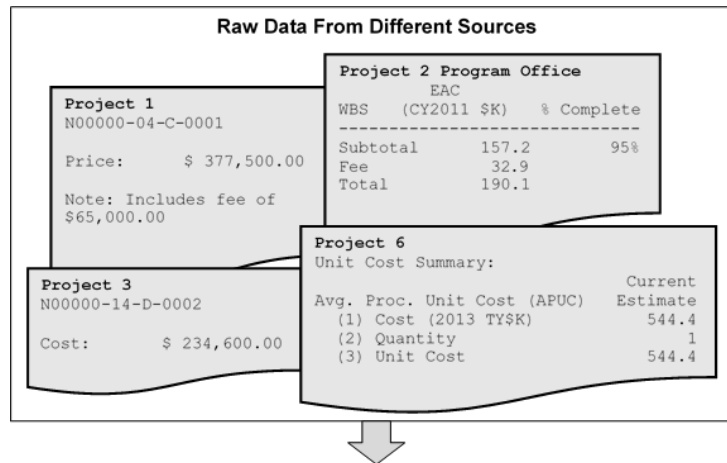 Raw Data From Different Sources
Project 1
N00000-04-C-0001
Price: $ 377,500.00
Note: Includes fee of
$65,000.00
Project 2 Program Office
EAC
WBS (CY2011 $K) % Complete
--------------------------------
Subtotal 157.2 95%
Fee 32.9
Total 190.1
Project 3
N00000-14-D-0002
Cost: $ 234,600.00
Project 6
Unit Cost Summary:
Current
Avg. Proc. Unit Cost (APUC) Estimate
(1) Cost (2013 TY$K) 544.4
(2) Quantity 1
(3) Unit Cost 544.4